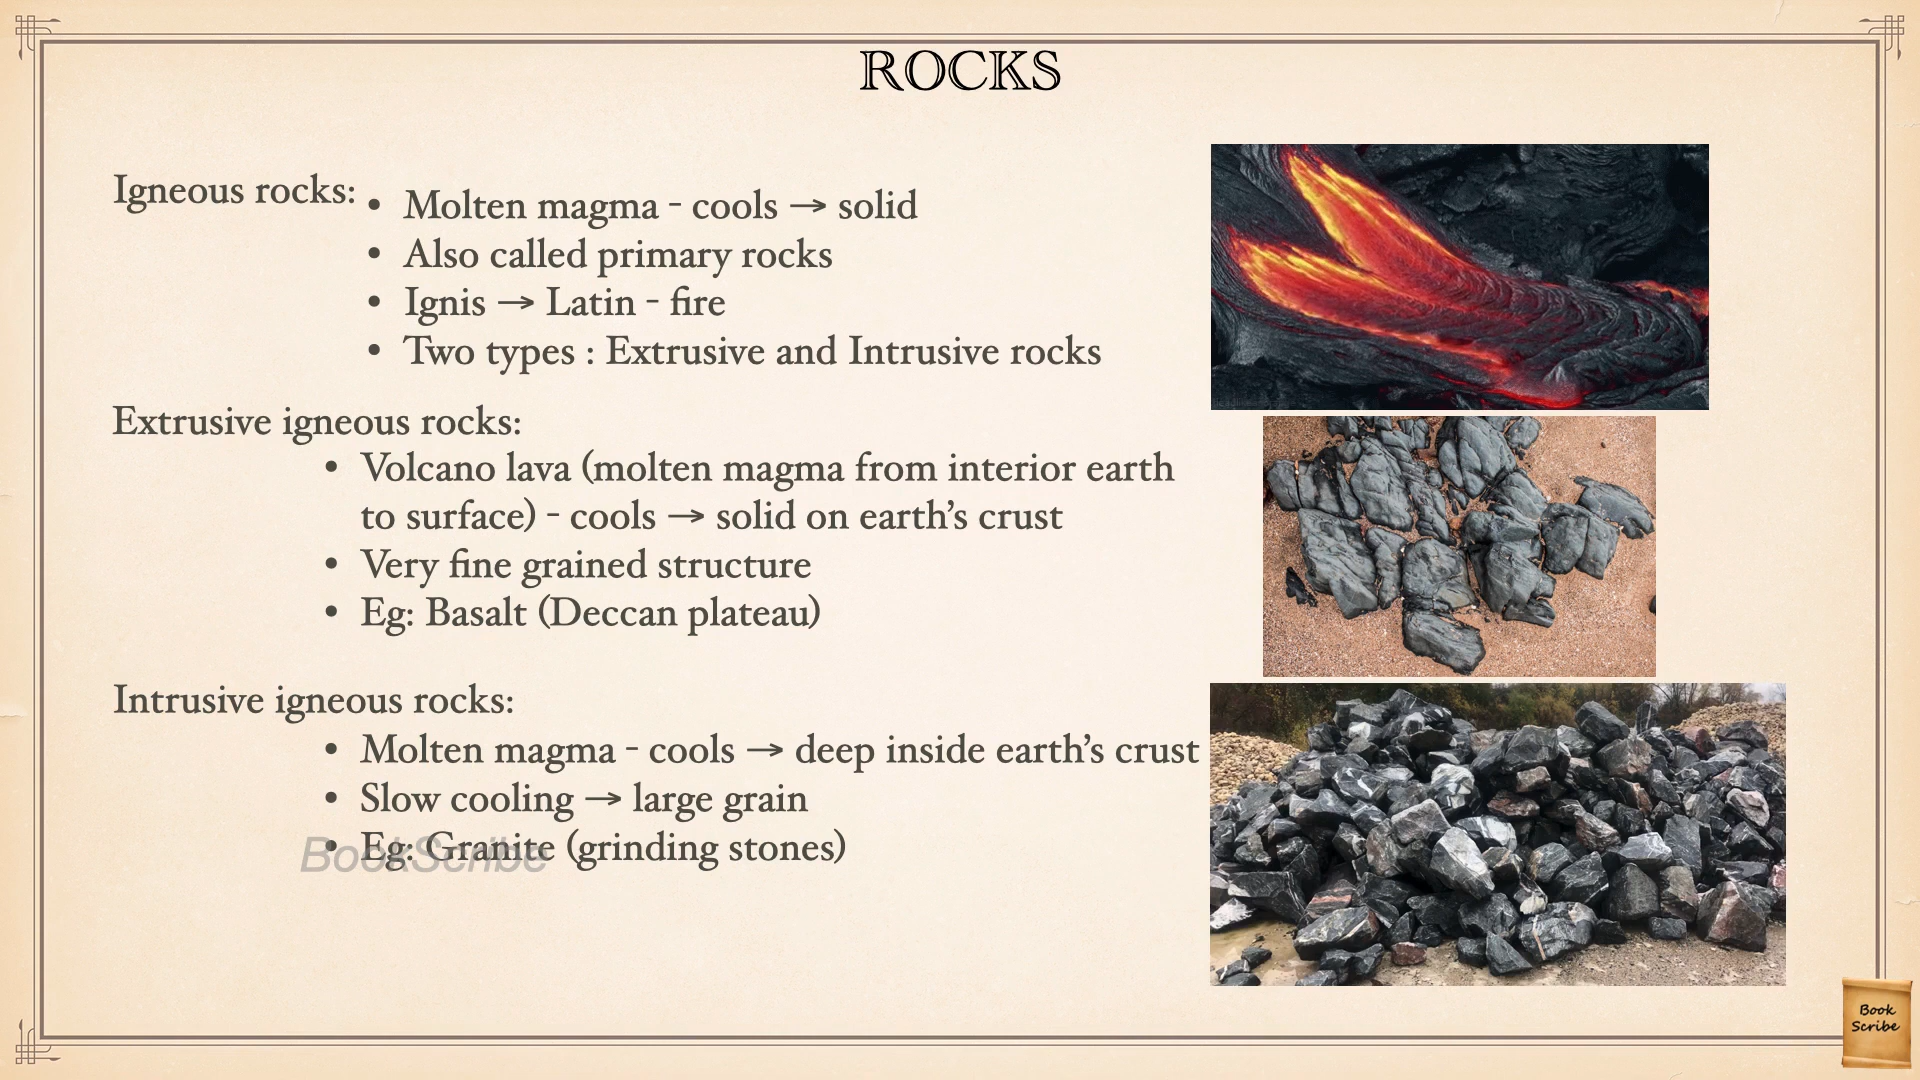 ROCKS
Igneous rocks:
• Molten magma - cools → solid
• Also called primary rocks
• Ignis → Latin - fire
• Two types : Extrusive and Intrusive rocks
Extrusive igneous rocks:
• Volcano lava (molten magma from interior earth
to surface) - cools → solid on earth’s crust
• Very fine grained structure
• Eg: Basalt (Deccan plateau)
Intrusive igneous rocks:
• Molten magma - cools → deep inside earth’s crust
• Slow cooling → large grain
• Eg: Granite (grinding stones)
BookScribe
Book
Scribe